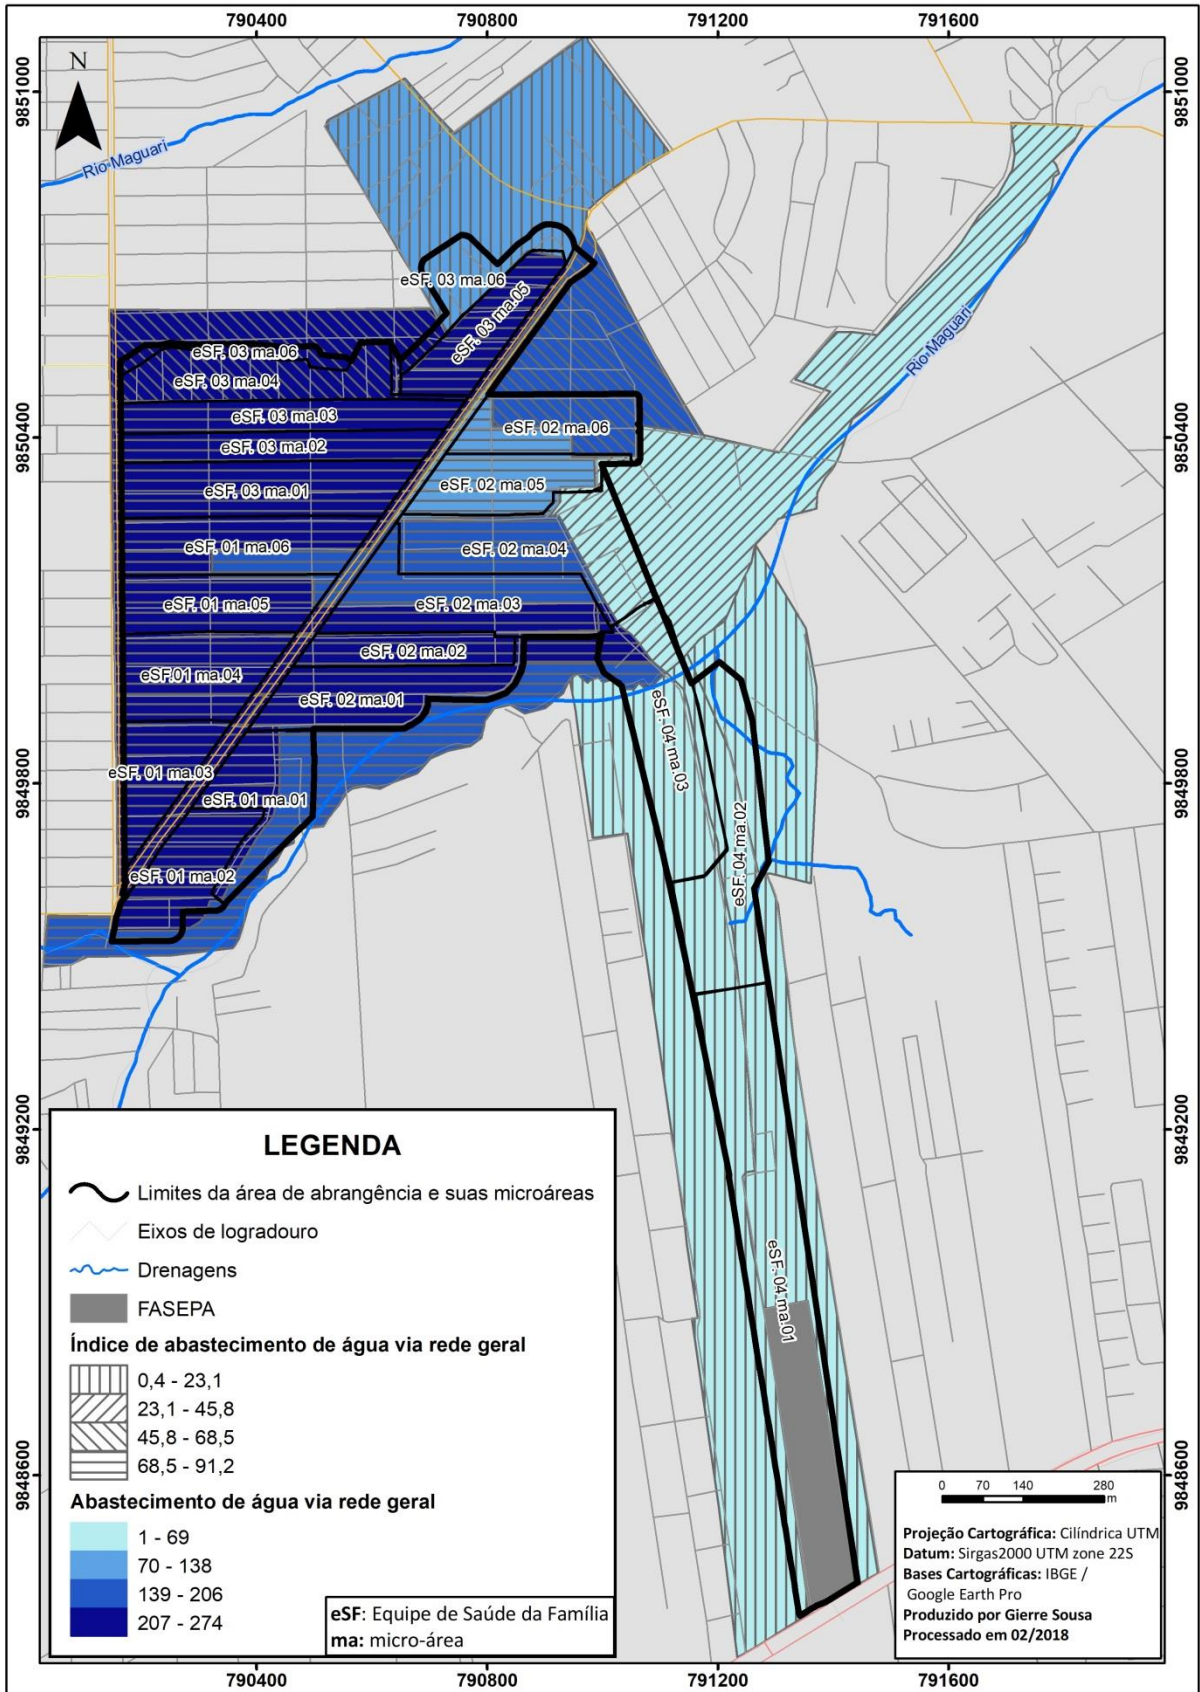 790400 790800 791200 791600
9851000
9850400
9849800
9849200
9848600
9851000
9850400
9849800
9849200
9848600
N
Rio Maguari
Rio Maguari
eSF. 03 ma.06
eSF. 03 ma.05
eSF. 03 ma.06
eSF. 03 ma.04
eSF. 03 ma.03
eSF. 02 ma.06
eSF. 03 ma.02
eSF. 02 ma.05
eSF. 03 ma.01
eSF. 01 ma.06
eSF. 02 ma.04
eSF. 01 ma.05
eSF. 02 ma.03
eSF. 02 ma.02
eSF.01 ma.04
eSF. 02 ma.01
eSF. 04 ma.03
eSF. 01 ma.03
eSF. 01 ma.01
eSF. 04 ma.02
eSF. 01 ma.02
eSF. 04 ma.01
LEGENDA
Limites da área de abrangência e suas microáreas
Eixos de logradouro
Drenagens
FASEPA
Índice de abastecimento de água via rede geral
0,4 - 23,1
23,1 - 45,8
45,8 - 68,5
68,5 - 91,2
Abastecimento de água via rede geral
1 - 69
70 - 138
139 - 206
207 - 274
eSF: Equipe de Saúde da Família
ma: micro-área
0 70 140 280
m
Projeção Cartográfica: Cilíndrica UTM
Datum: Sirgas2000 UTM zone 22S
Bases Cartográficas: IBGE /
Google Earth Pro
Produzido por Gierre Sousa
Processado em 02/2018
790400 790800 791200 791600